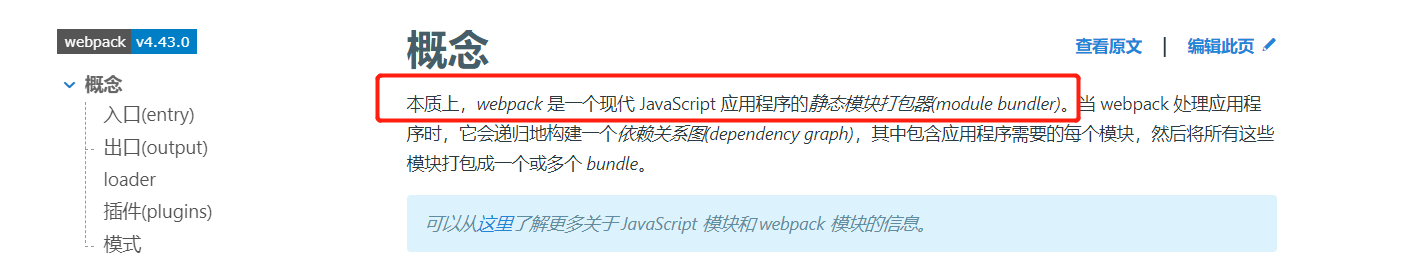 webpack v4.43.0
概念
入口(entry)
出口(output)
loader
插件(plugins)
模式
概念
查看原文 | 编辑此页
本质上，webpack 是一个现代 JavaScript 应用程序的静态模块打包器(module bundler)。当 webpack 处理应用程
序时，它会递归地构建一个依赖关系图(dependency graph)，其中包含应用程序需要的每个模块，然后将所有这些
模块打包成一个或多个 bundle。
可以从这里了解更多关于 JavaScript 模块和 webpack 模块的信息。